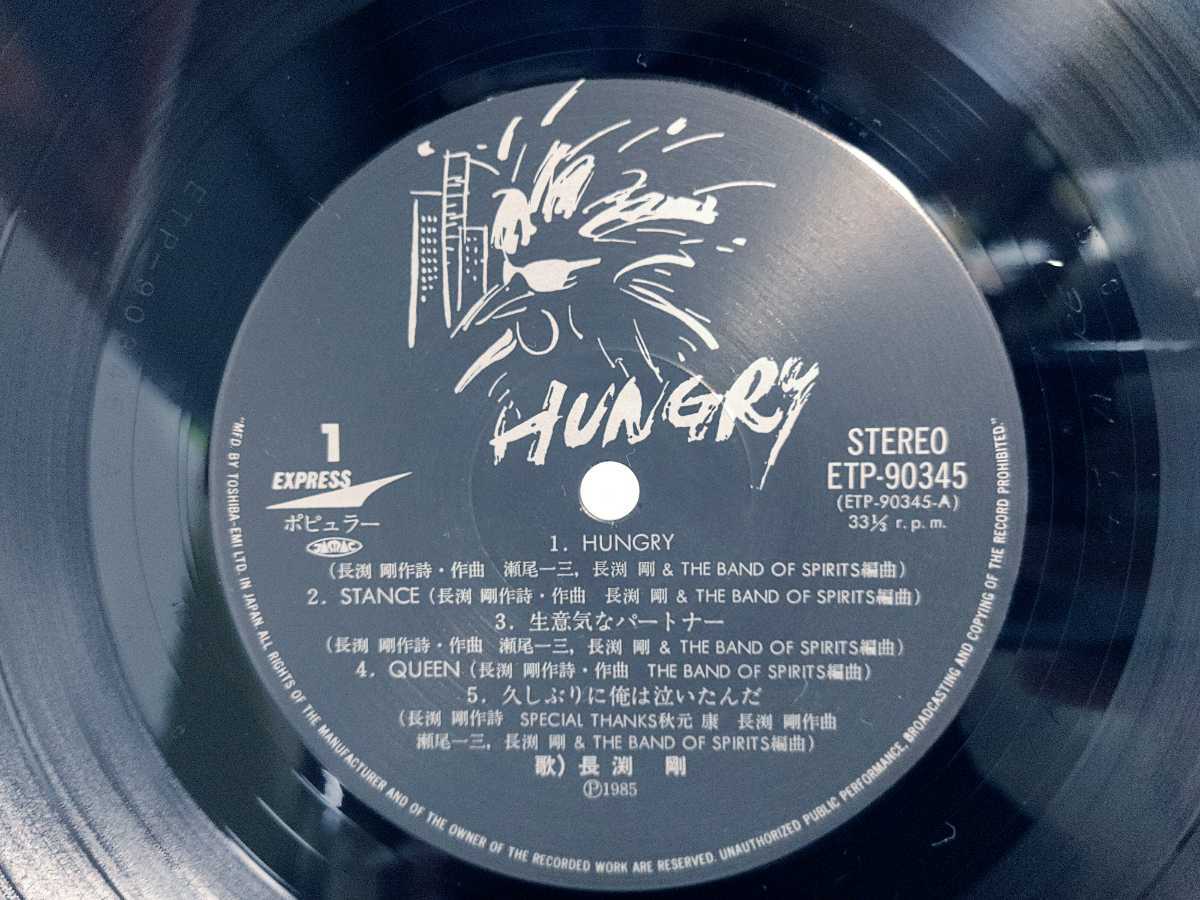 HUNGRY
1
EXPRESS
ポピュラー
JASRAC
STEREO
ETP-90345
(ETP-90345-A)
33⅓ r.p.m.
1. HUNGRY
(長渕 剛作詩・作曲 瀬尾一三, 長渕 剛 & THE BAND OF SPIRITS編曲)
2. STANCE (長渕 剛作詩・作曲 長渕 剛 & THE BAND OF SPIRITS編曲)
3. 生意気なパートナー
(長渕 剛作詩・作曲 瀬尾一三, 長渕 剛 & THE BAND OF SPIRITS編曲)
4. QUEEN (長渕 剛作詩・作曲 THE BAND OF SPIRITS編曲)
5. 久しぶりに俺は泣いたんだ
(長渕 剛作詩 SPECIAL THANKS秋元 康 長渕 剛作曲
瀬尾一三, 長渕 剛 & THE BAND OF SPIRITS編曲)
歌) 長渕 剛
Ⓟ1985
"MFD. BY TOSHIBA-EMI LTD. IN JAPAN. ALL RIGHTS OF THE MANUFACTURER AND OF THE OWNER OF THE RECORDED WORK ARE RESERVED. UNAUTHORIZED PUBLIC PERFORMANCE, BROADCASTING AND COPYING OF THE RECORD PROHIBITED."